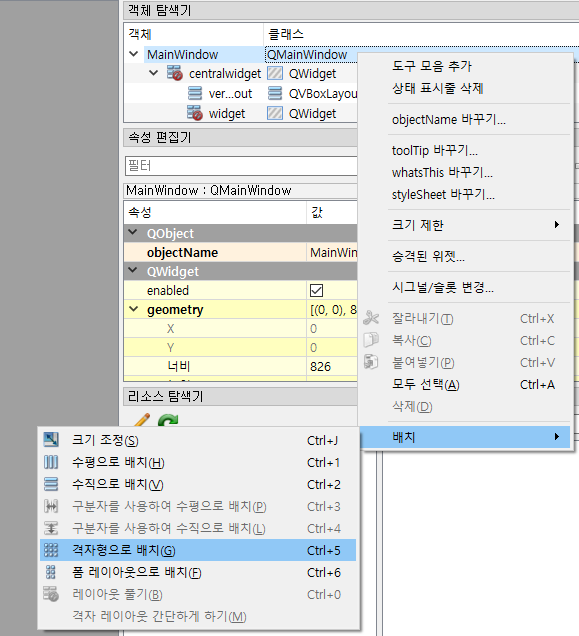 객체 탐색기
객체 클래스
MainWindow QMainWindow
centralwidget QWidget
ver...out QVBoxLayou
widget QWidget
속성 편집기
필터
MainWindow : QMainWindow
속성 값
QObject
objectName MainWin
QWidget
enabled
geometry [(0, 0), 8
X 0
Y 0
너비 826
리소스 탐색기
도구 모음 추가
상태 표시줄 삭제
objectName 바꾸기...
toolTip 바꾸기...
whatsThis 바꾸기...
styleSheet 바꾸기...
크기 제한
승격된 위젯...
시그널/슬롯 변경...
잘라내기(T) Ctrl+X
복사(C) Ctrl+C
붙여넣기(P) Ctrl+V
모두 선택(A) Ctrl+A
삭제(D)
배치
크기 조정(S) Ctrl+J
수평으로 배치(H) Ctrl+1
수직으로 배치(V) Ctrl+2
구분자를 사용하여 수평으로 배치(P) Ctrl+3
구분자를 사용하여 수직으로 배치(L) Ctrl+4
격자형으로 배치(G) Ctrl+5
폼 레이아웃으로 배치(F) Ctrl+6
레이아웃 풀기(B) Ctrl+0
격자 레이아웃 간단하게 하기(M)